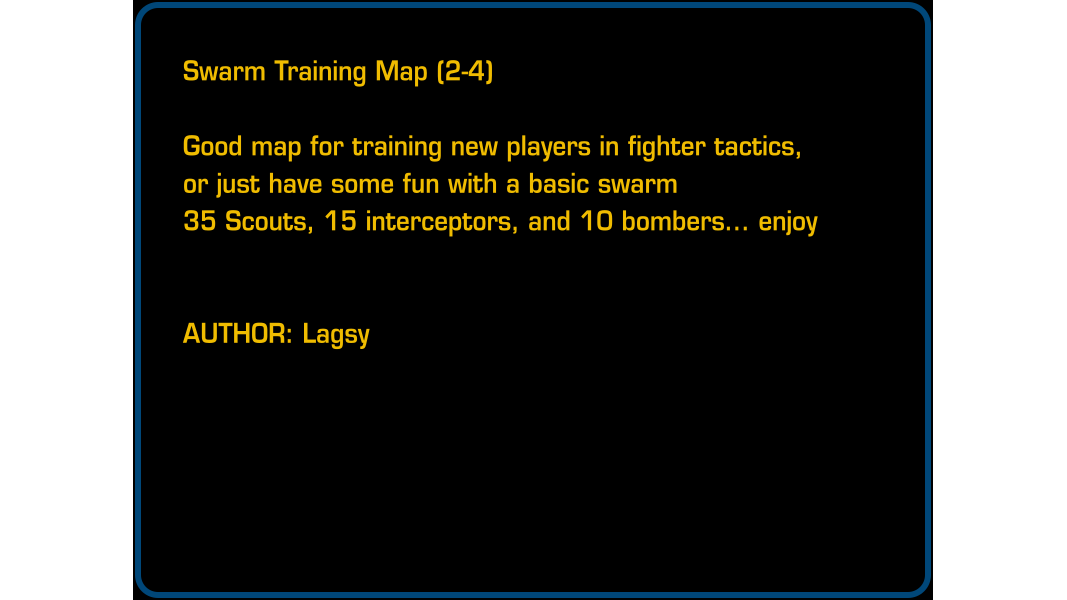 Swarm Training Map (2-4)
Good map for training new players in fighter tactics,
or just have some fun with a basic swarm
35 Scouts, 15 interceptors, and 10 bombers... enjoy
AUTHOR: Lagsy